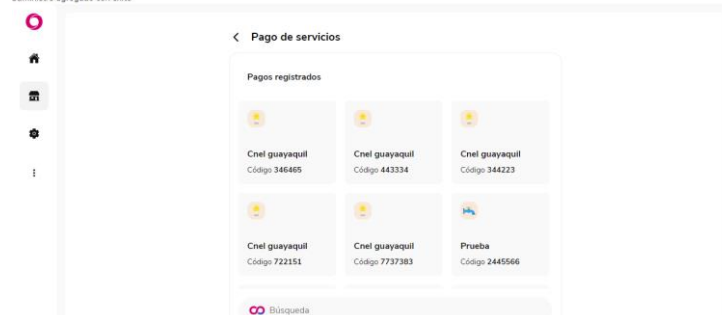 Pago de servicios
Pagos registrados
Cnel guayaquil
Código 346465
Cnel guayaquil
Código 443334
Cnel guayaquil
Código 344223
Cnel guayaquil
Código 722151
Cnel guayaquil
Código 7737383
Prueba
Código 2445566
Búsqueda